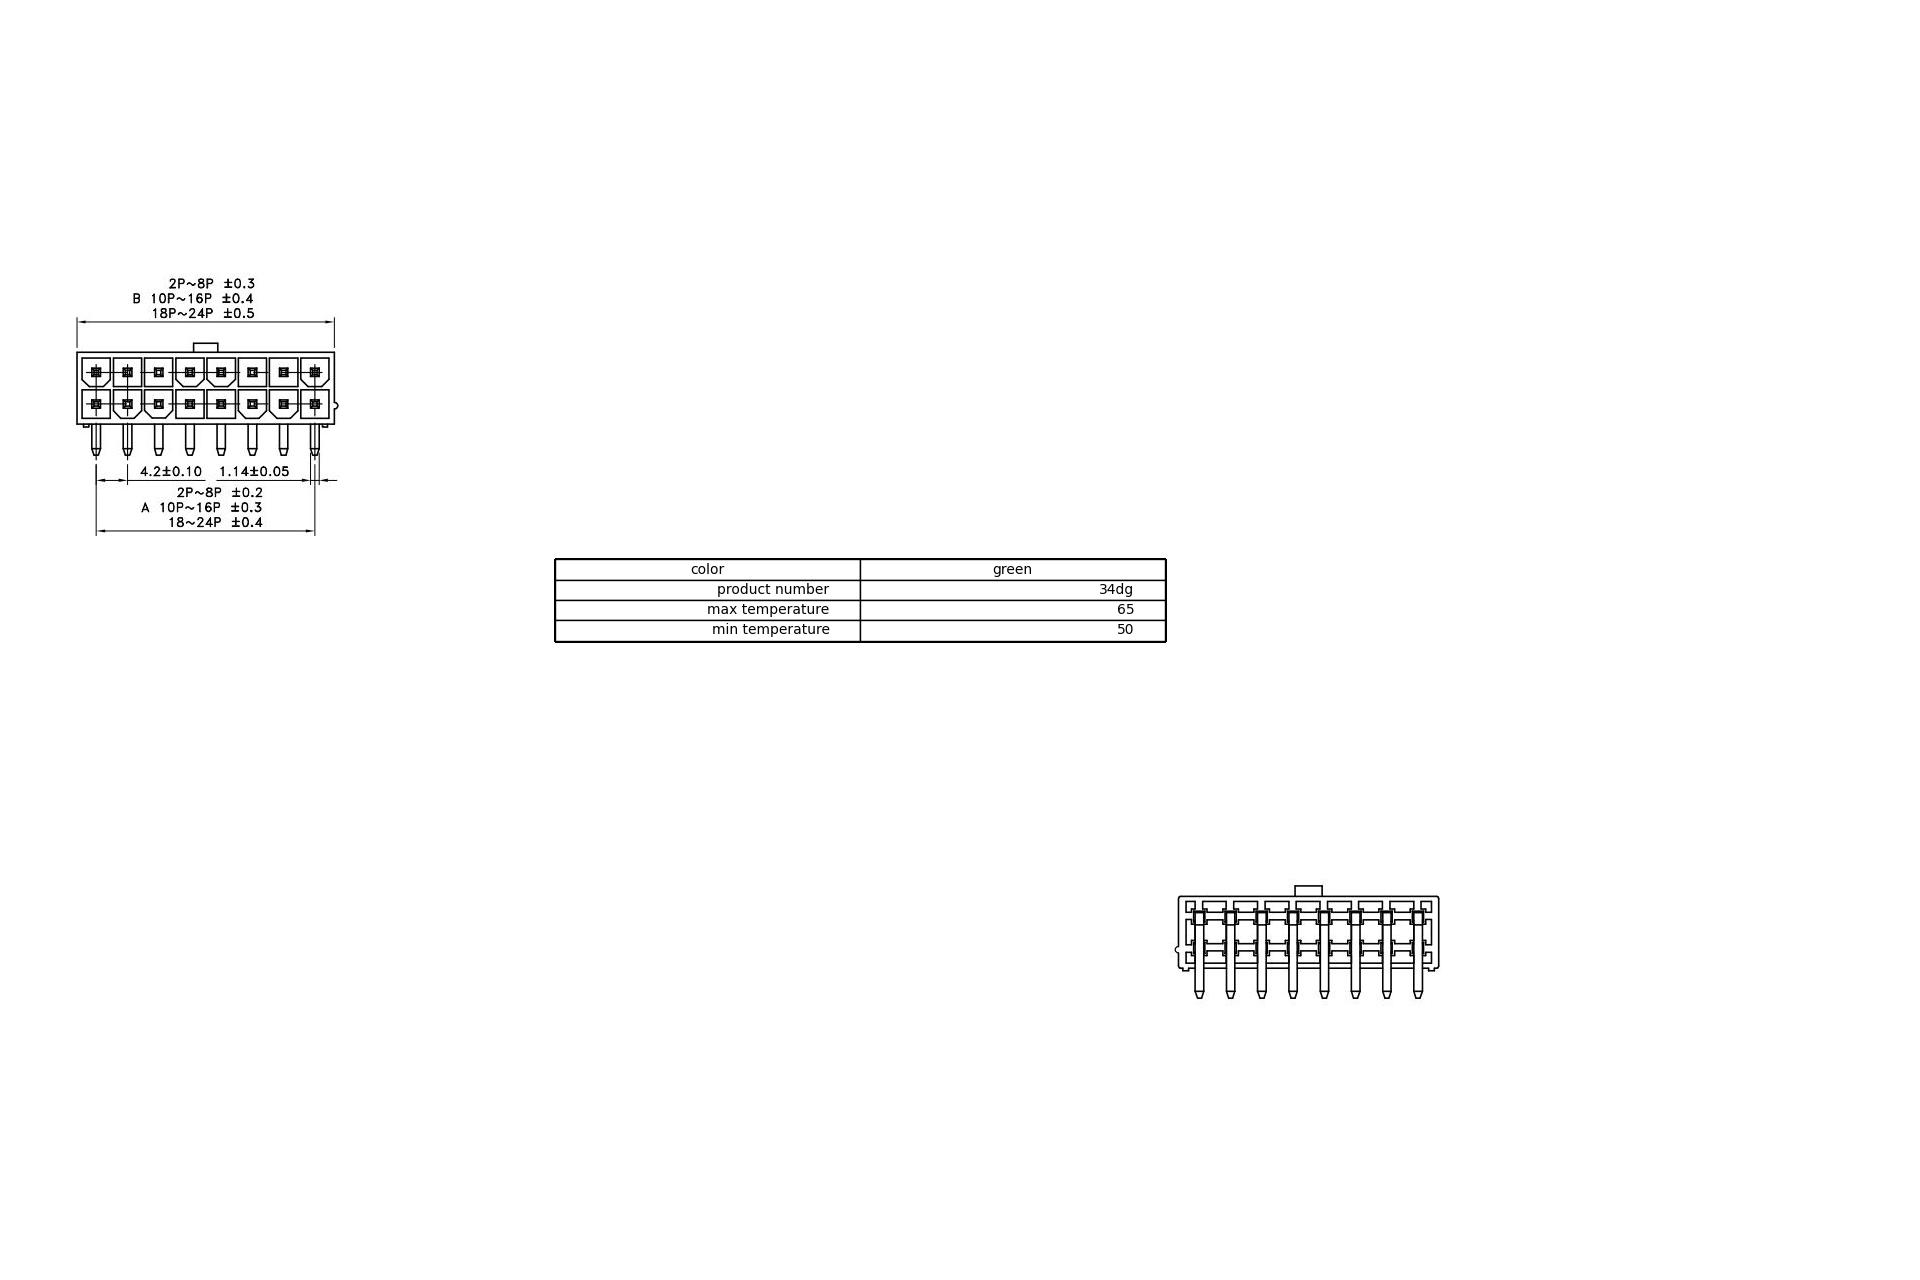 2P~8P ±0.3
B 10P~16P ±0.4
18P~24P ±0.5
4.2±0.10 1.14±0.05
2P~8P ±0.2
A 10P~16P ±0.3
18~24P ±0.4
color green
product number 34dg
max temperature 65
min temperature 50